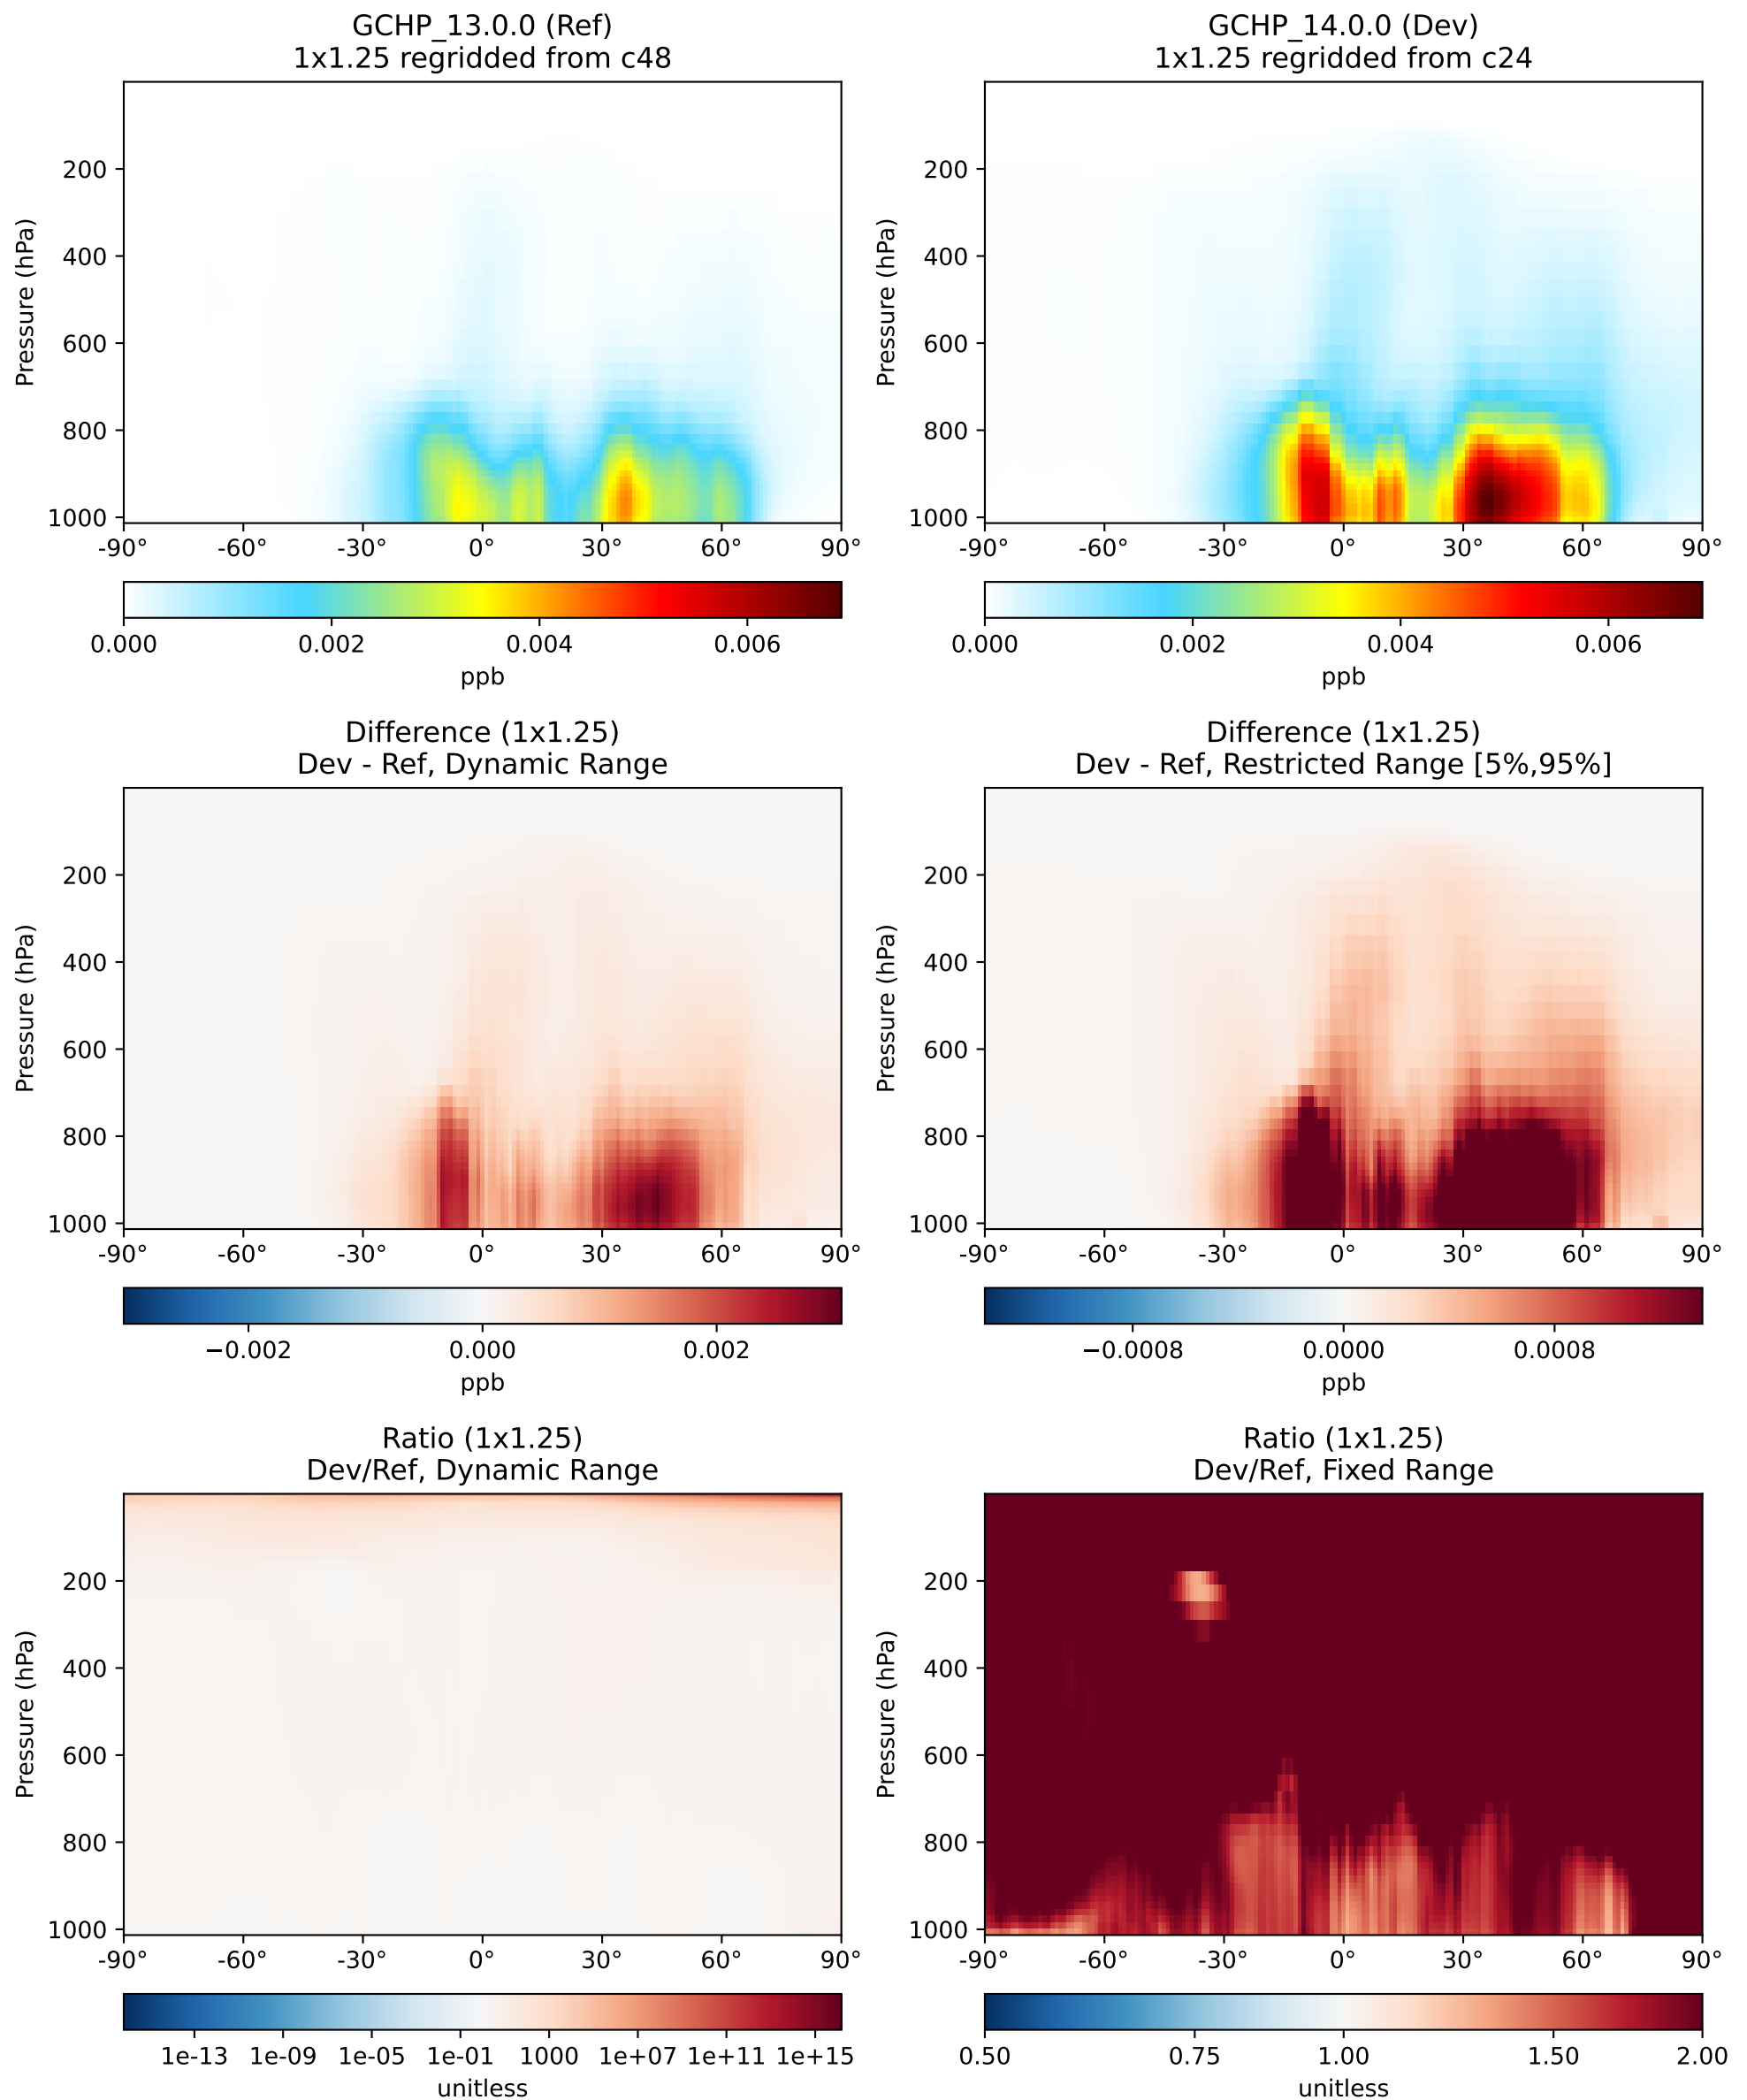 GCHP_13.0.0 (Ref)
1x1.25 regridded from c48
GCHP_14.0.0 (Dev)
1x1.25 regridded from c24
Pressure (hPa)
200
400
600
800
1000
-90° -60° -30° 0° 30° 60° 90°
0.000 0.002 0.004 0.006
ppb
Pressure (hPa)
200
400
600
800
1000
-90° -60° -30° 0° 30° 60° 90°
0.000 0.002 0.004 0.006
ppb
Difference (1x1.25)
Dev - Ref, Dynamic Range
Difference (1x1.25)
Dev - Ref, Restricted Range [5%,95%]
Pressure (hPa)
200
400
600
800
1000
-90° -60° -30° 0° 30° 60° 90°
−0.002 0.000 0.002
ppb
Pressure (hPa)
200
400
600
800
1000
-90° -60° -30° 0° 30° 60° 90°
−0.0008 0.0000 0.0008
ppb
Ratio (1x1.25)
Dev/Ref, Dynamic Range
Ratio (1x1.25)
Dev/Ref, Fixed Range
Pressure (hPa)
200
400
600
800
1000
-90° -60° -30° 0° 30° 60° 90°
1e-13 1e-09 1e-05 1e-01 1000 1e+07 1e+11 1e+15
unitless
Pressure (hPa)
200
400
600
800
1000
-90° -60° -30° 0° 30° 60° 90°
0.50 0.75 1.00 1.50 2.00
unitless